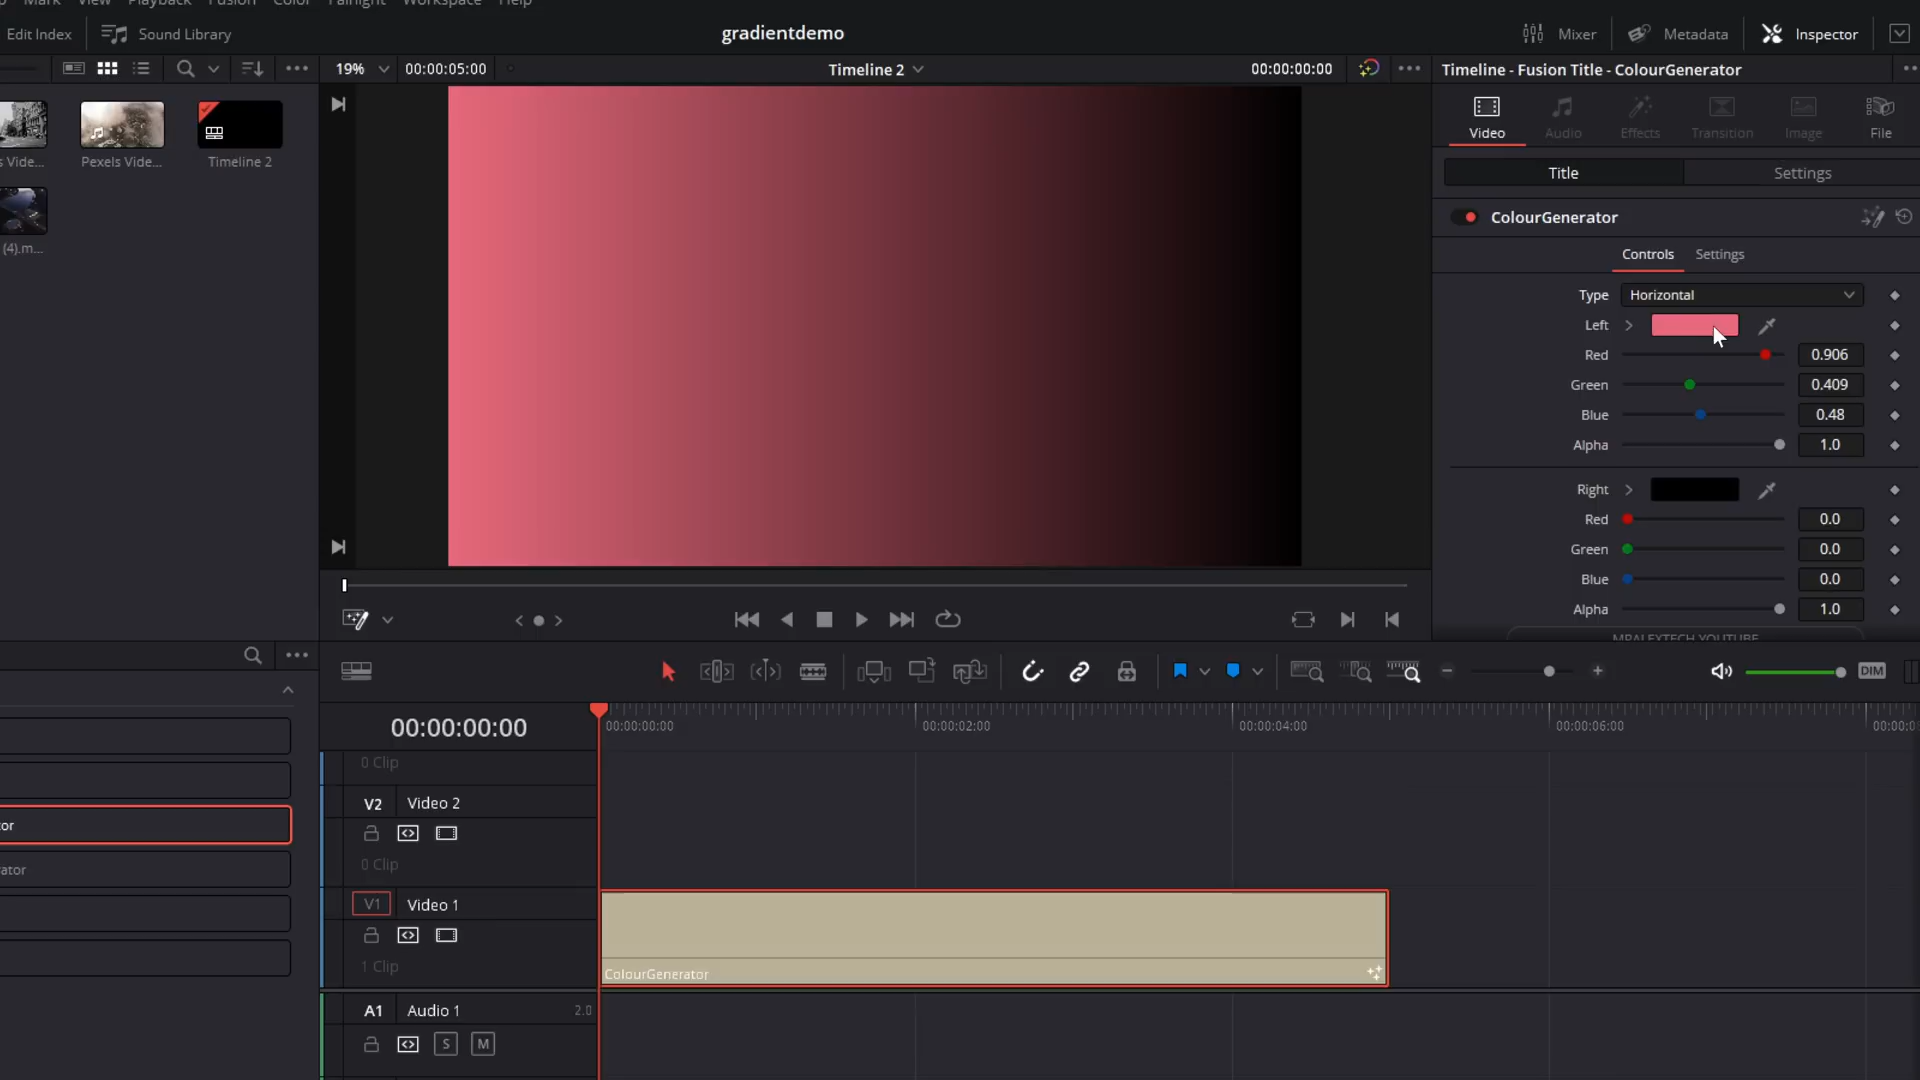 Mark View Playback Fusion Color Fairlight Workspace Help
Edit Index Sound Library gradientdemo Mixer Metadata Inspector
19% 00:00:05:00 Timeline 2 00:00:00:00 Timeline - Fusion Title - ColourGenerator
s Vide... Pexels Vide... Timeline 2
(4).m...
Video Audio Effects Transition Image File
Title Settings
ColourGenerator
Controls Settings
Type Horizontal
Left
Red 0.906
Green 0.409
Blue 0.48
Alpha 1.0
Right
Red 0.0
Green 0.0
Blue 0.0
Alpha 1.0
MRALEXTECH YOUTUBE
DIM
00:00:00:00 00:00:00:00 00:00:02:00 00:00:04:00 00:00:06:00 00:00:0
0 Clip
V2 Video 2
0 Clip
V1 Video 1
1 Clip
ColourGenerator
A1 Audio 1 2.0
S M
or
ator